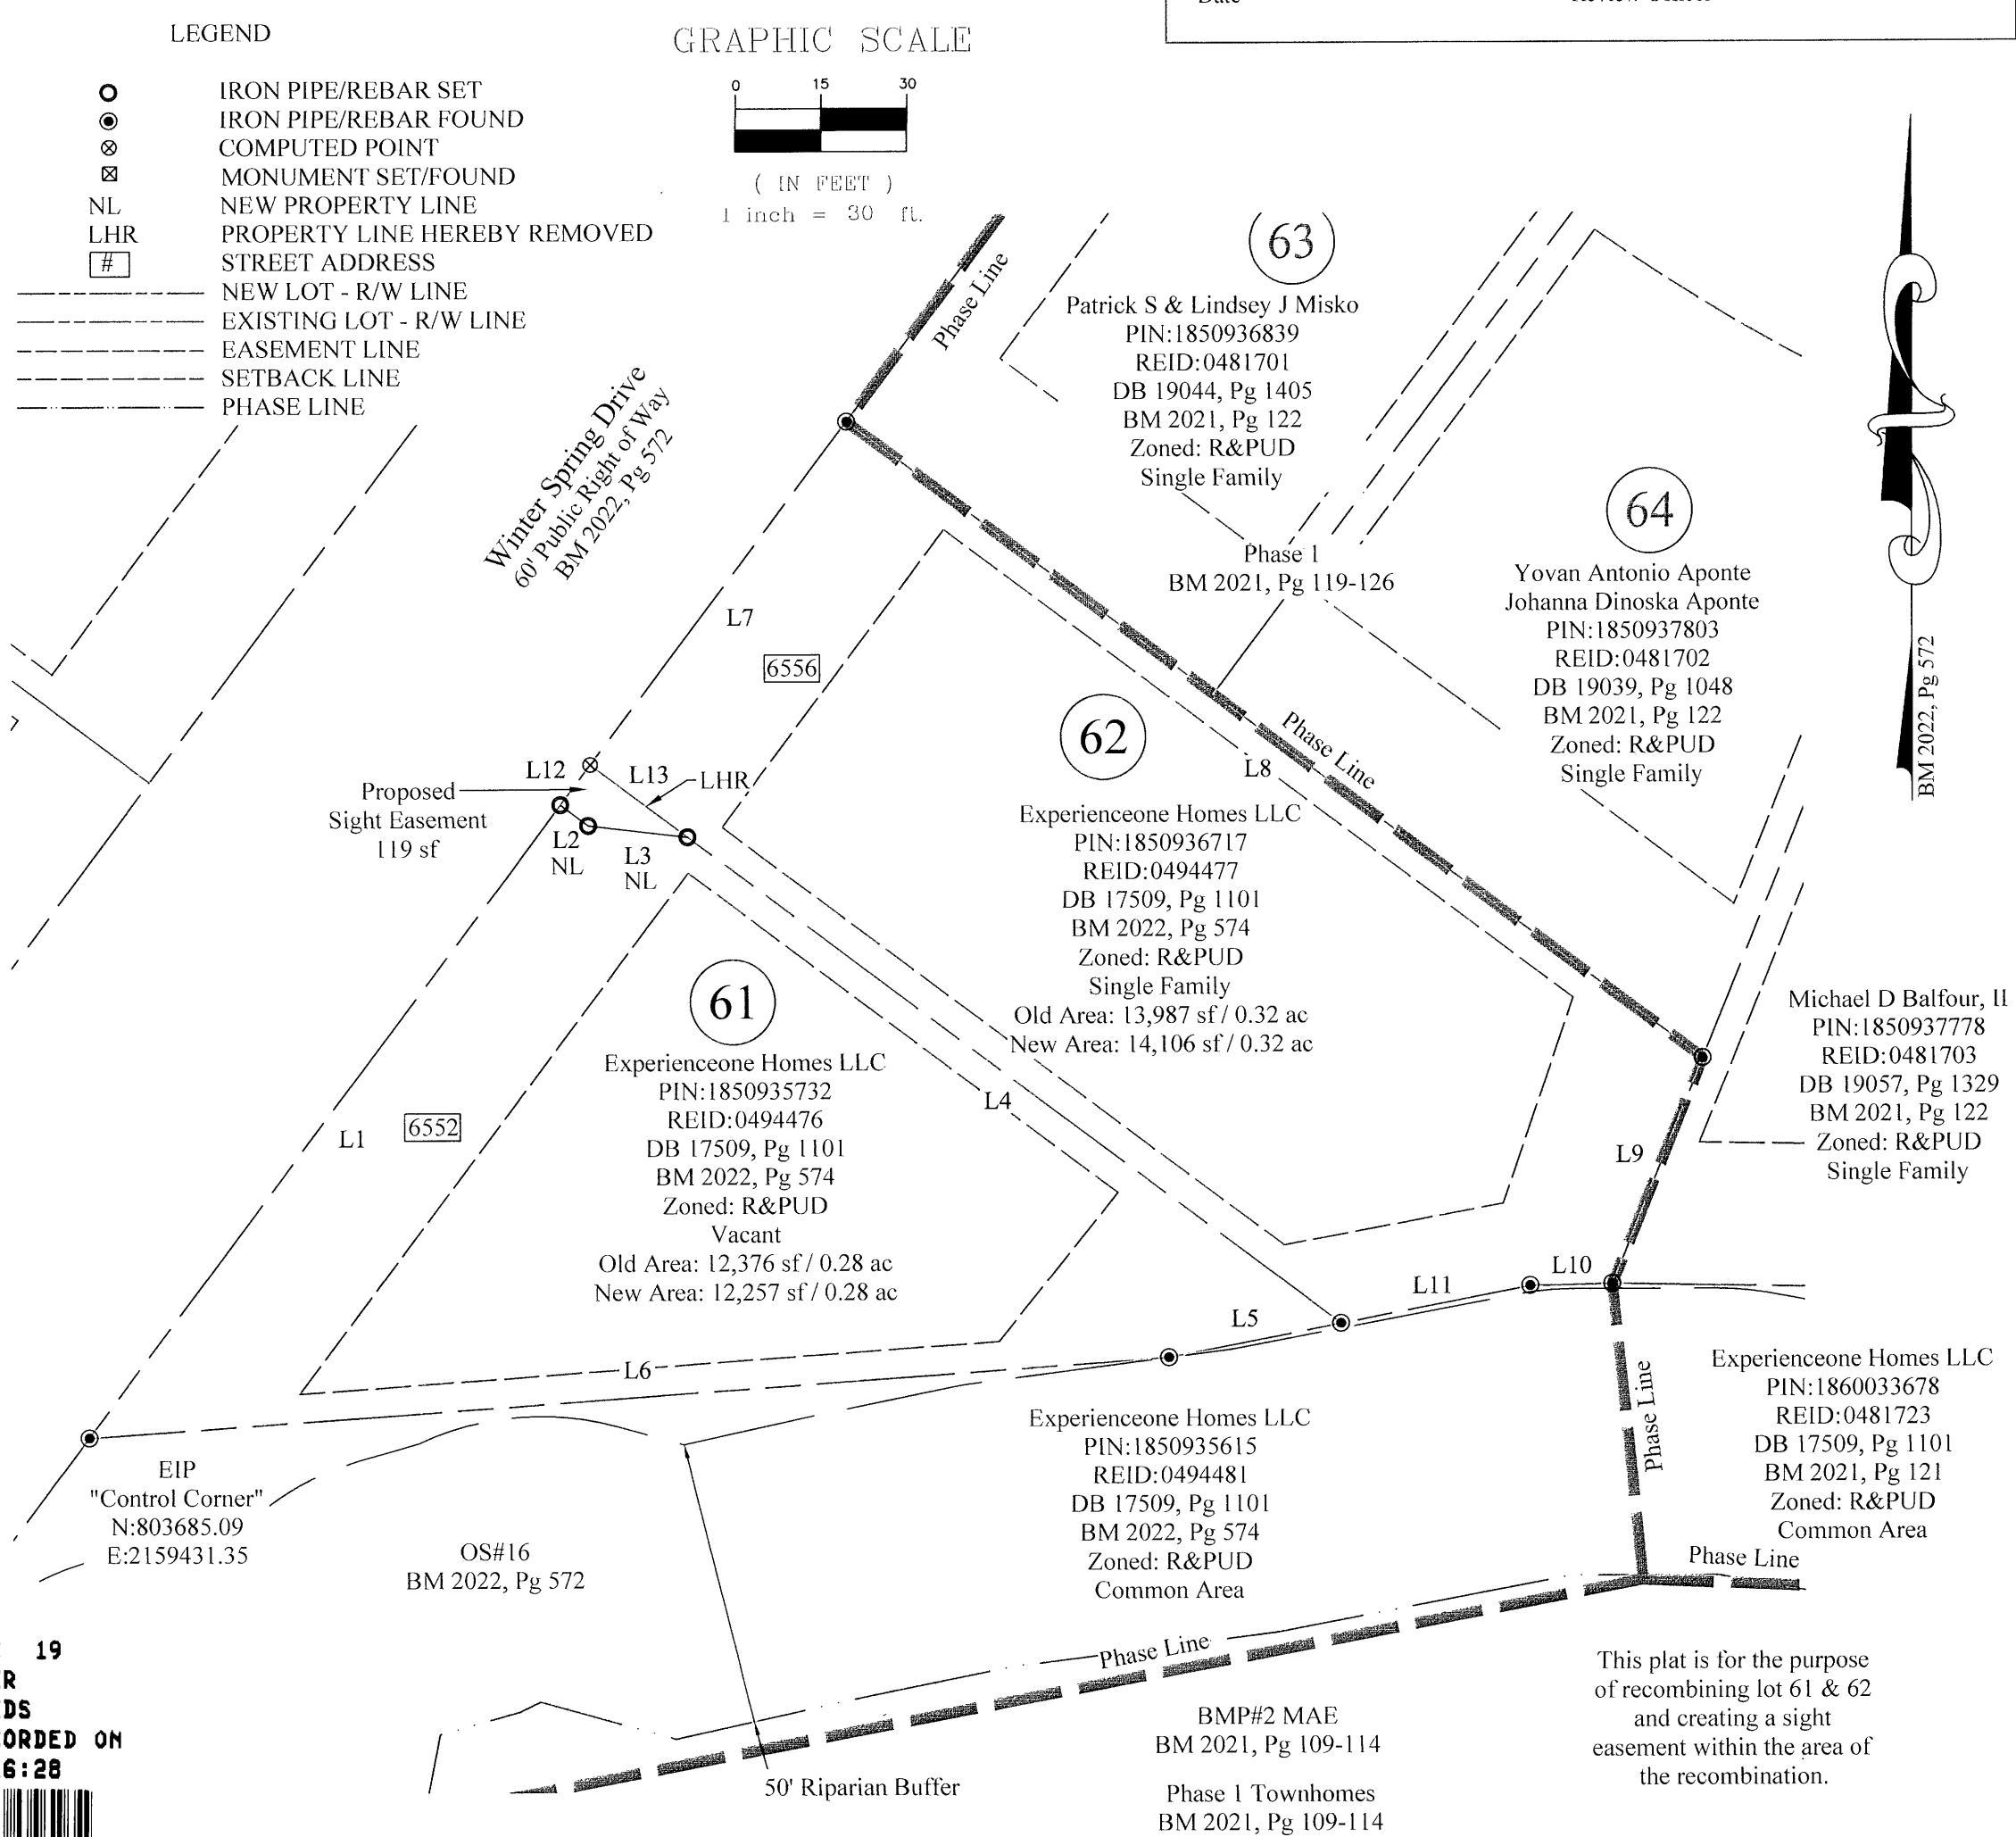 LEGEND
IRON PIPE/REBAR SET
IRON PIPE/REBAR FOUND
COMPUTED POINT
MONUMENT SET/FOUND
NL NEW PROPERTY LINE
LHR PROPERTY LINE HEREBY REMOVED
# STREET ADDRESS
NEW LOT - R/W LINE
EXISTING LOT - R/W LINE
EASEMENT LINE
SETBACK LINE
PHASE LINE
GRAPHIC SCALE
0 15 30
( IN FEET )
1 inch = 30 ft.
Phase Line
Winter Spring Drive
60' Public Right of Way
BM 2022, Pg 572
63
Patrick S & Lindsey J Misko
PIN:1850936839
REID:0481701
DB 19044, Pg 1405
BM 2021, Pg 122
Zoned: R&PUD
Single Family
Phase 1
BM 2021, Pg 119-126
64
Yovan Antonio Aponte
Johanna Dinoska Aponte
PIN:1850937803
REID:0481702
DB 19039, Pg 1048
BM 2021, Pg 122
Zoned: R&PUD
Single Family
BM 2022, Pg 572
L7
6556
62
Phase Line
L8
L12
L13
LHR
Proposed
Sight Easement
119 sf
L2
NL
L3
NL
Experienceone Homes LLC
PIN:1850936717
REID:0494477
DB 17509, Pg 1101
BM 2022, Pg 574
Zoned: R&PUD
Single Family
Old Area: 13,987 sf / 0.32 ac
New Area: 14,106 sf / 0.32 ac
Michael D Balfour, II
PIN:1850937778
REID:0481703
DB 19057, Pg 1329
BM 2021, Pg 122
Zoned: R&PUD
Single Family
61
Experienceone Homes LLC
PIN:1850935732
REID:0494476
DB 17509, Pg 1101
BM 2022, Pg 574
Zoned: R&PUD
Vacant
Old Area: 12,376 sf / 0.28 ac
New Area: 12,257 sf / 0.28 ac
L1
6552
L4
L9
L10
L11
L5
L6
EIP
"Control Corner"
N:803685.09
E:2159431.35
OS#16
BM 2022, Pg 572
Experienceone Homes LLC
PIN:1850935615
REID:0494481
DB 17509, Pg 1101
BM 2022, Pg 574
Zoned: R&PUD
Common Area
Phase Line
Experienceone Homes LLC
PIN:1860033678
REID:0481723
DB 17509, Pg 1101
BM 2021, Pg 121
Zoned: R&PUD
Common Area
Phase Line
Phase Line
50' Riparian Buffer
BMP#2 MAE
BM 2021, Pg 109-114
Phase 1 Townhomes
BM 2021, Pg 109-114
This plat is for the purpose
of recombining lot 61 & 62
and creating a sight
easement within the area of
the recombination.
19
R
DS
ORDED ON
6:28